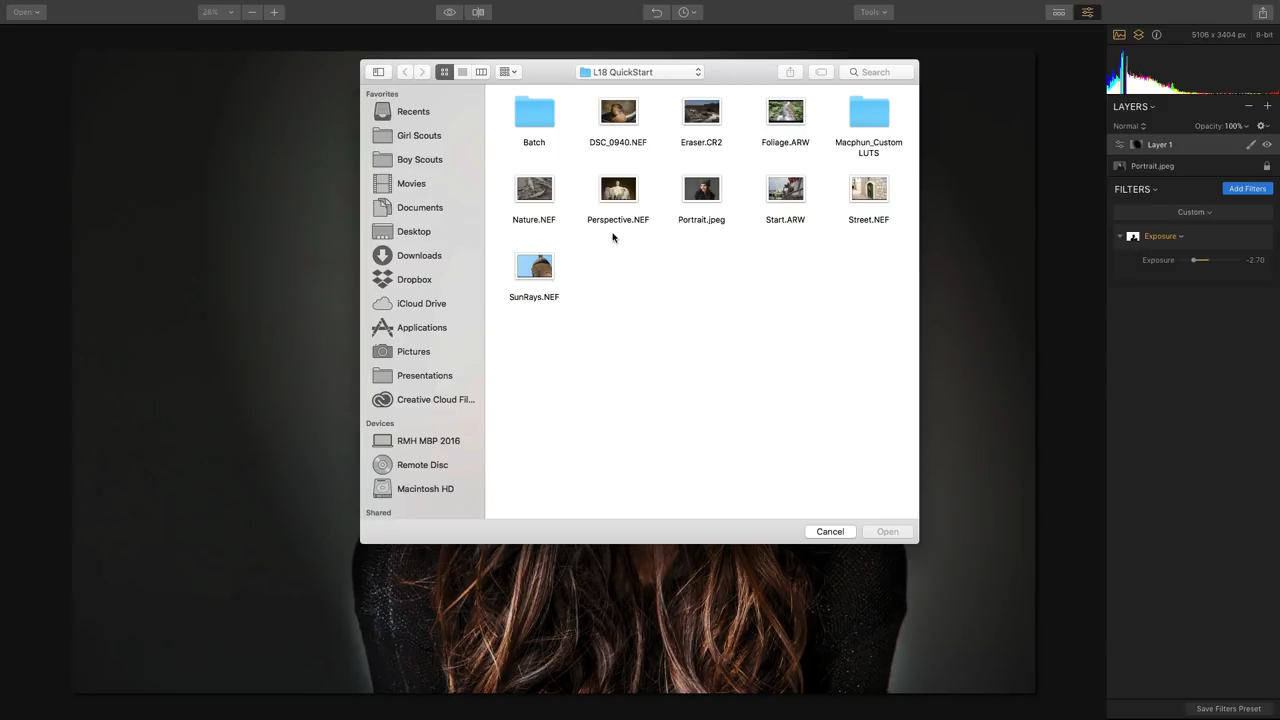 Open
28%
Tools
5106 x 3404 px 8-bit
L18 QuickStart
Search
Favorites
Recents
Girl Scouts
Boy Scouts
Movies
Documents
Desktop
Downloads
Dropbox
iCloud Drive
Applications
Pictures
Presentations
Creative Cloud Fil...
Devices
RMH MBP 2016
Remote Disc
Macintosh HD
Shared
Batch
DSC_0940.NEF
Eraser.CR2
Foliage.ARW
Macphun_Custom
LUTS
Nature.NEF
Perspective.NEF
Portrait.jpeg
Start.ARW
Street.NEF
SunRays.NEF
Cancel
Open
LAYERS
Normal
Opacity: 100%
Layer 1
Portrait.jpeg
FILTERS
Add Filters
Custom
Exposure
Exposure -2.70
Save Filters Preset